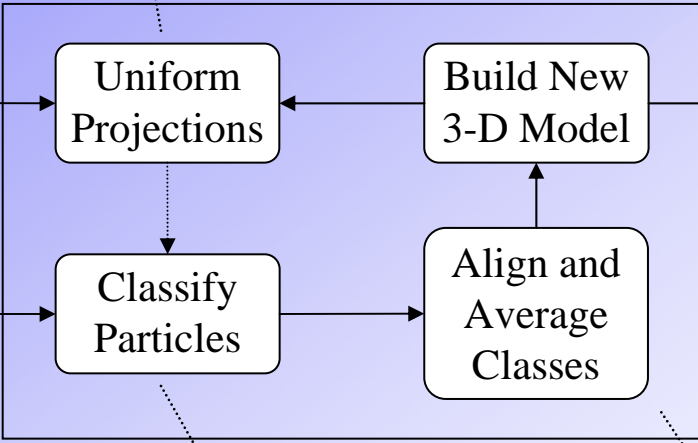 Uniform
Projections
Build New
3-D Model
Classify
Particles
Align and
Average
Classes